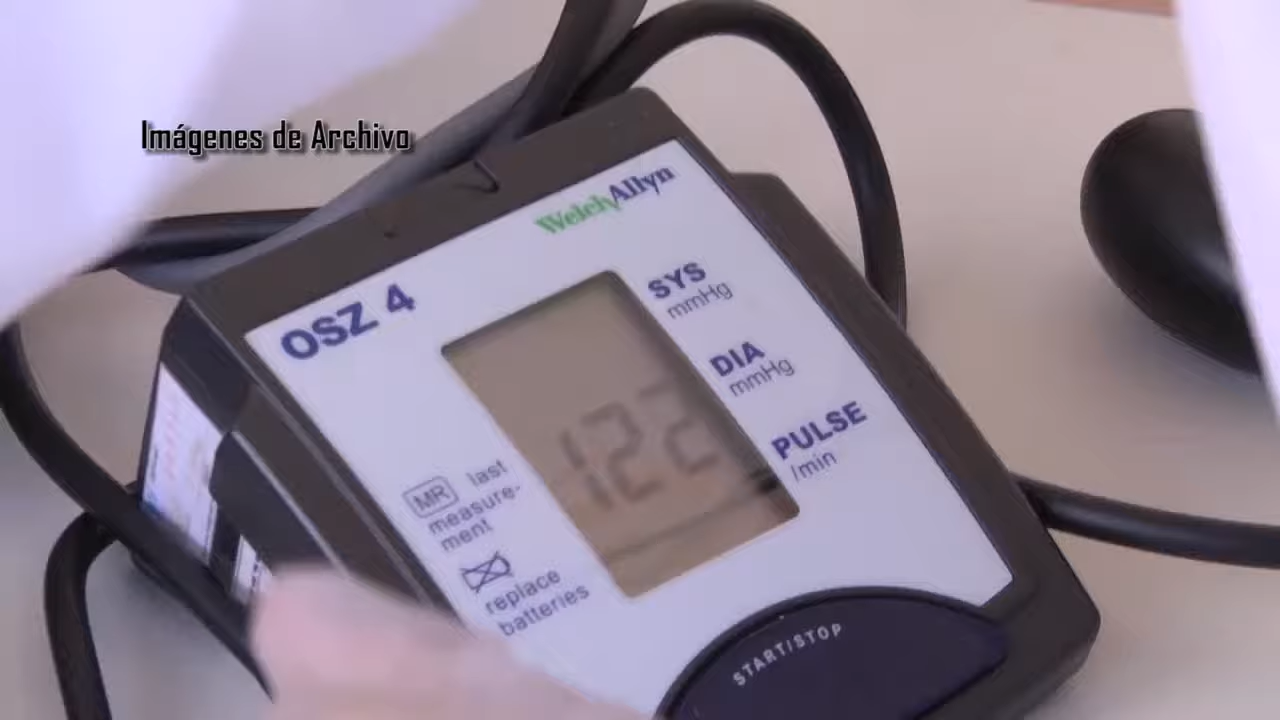 Imágenes de Archivo
WelchAllyn
OSZ 4
SYS
mmHg
DIA
mmHg
PULSE
/min
122
MR last
measure-
ment
replace
batteries
START/STOP